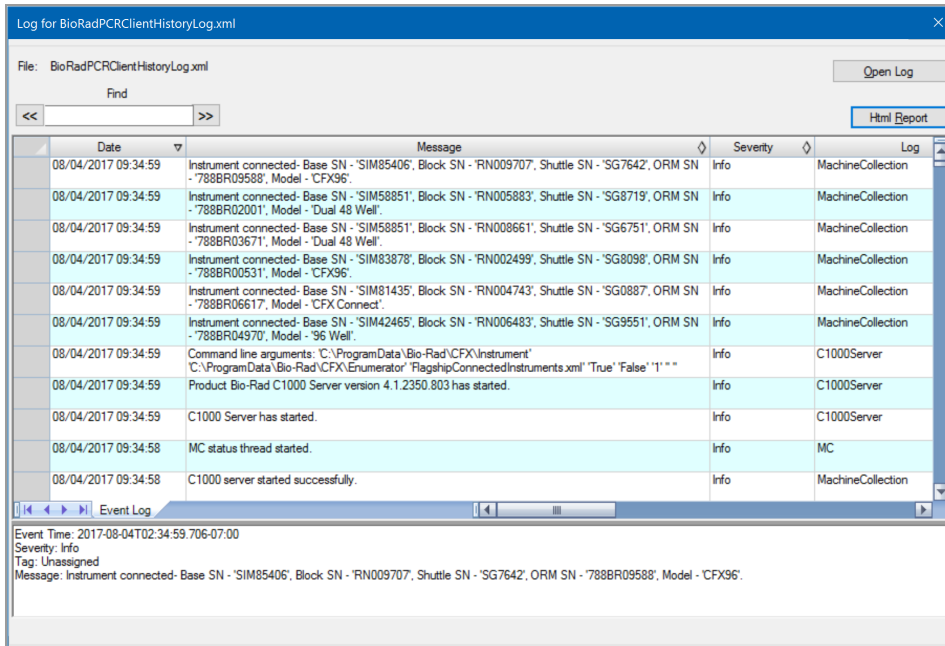 Log for BioRadPCRClientHistoryLog.xml
File: BioRadPCRClientHistoryLog.xml
Open Log
Find
<< >>
Html Report
Date Message Severity Log
08/04/2017 09:34:59 Instrument connected- Base SN - 'SIM85406', Block SN - 'RN009707', Shuttle SN - 'SG7642', ORM SN Info MachineCollection
- '788BR09588', Model - 'CFX96'.
08/04/2017 09:34:59 Instrument connected- Base SN - 'SIM58851', Block SN - 'RN005883', Shuttle SN - 'SG8719', ORM SN Info MachineCollection
- '788BR02001', Model - 'Dual 48 Well'.
08/04/2017 09:34:59 Instrument connected- Base SN - 'SIM58851', Block SN - 'RN008661', Shuttle SN - 'SG6751', ORM SN Info MachineCollection
- '788BR03671', Model - 'Dual 48 Well'.
08/04/2017 09:34:59 Instrument connected- Base SN - 'SIM83878', Block SN - 'RN002499', Shuttle SN - 'SG8098', ORM SN Info MachineCollection
- '788BR00531', Model - 'CFX96'.
08/04/2017 09:34:59 Instrument connected- Base SN - 'SIM81435', Block SN - 'RN004743', Shuttle SN - 'SG0887', ORM SN Info MachineCollection
- '788BR06617', Model - 'CFX Connect'.
08/04/2017 09:34:59 Instrument connected- Base SN - 'SIM42465', Block SN - 'RN006483', Shuttle SN - 'SG9551', ORM SN Info MachineCollection
- '788BR04970', Model - '96 Well'.
08/04/2017 09:34:59 Command line arguments: 'C:\ProgramData\Bio-Rad\CFX\Instrument' Info C1000Server
'C:\ProgramData\Bio-Rad\CFX\Enumerator' 'FlagshipConnectedInstruments.xml' 'True' 'False' '1' '' ''
08/04/2017 09:34:59 Product Bio-Rad C1000 Server version 4.1.2350.803 has started. Info C1000Server
08/04/2017 09:34:59 C1000 Server has started. Info C1000Server
08/04/2017 09:34:58 MC status thread started. Info MC
08/04/2017 09:34:58 C1000 server started successfully. Info MachineCollection
Event Log
Event Time: 2017-08-04T02:34:59.706-07:00
Severity: Info
Tag: Unassigned
Message: Instrument connected- Base SN - 'SIM85406', Block SN - 'RN009707', Shuttle SN - 'SG7642', ORM SN - '788BR09588', Model - 'CFX96'.